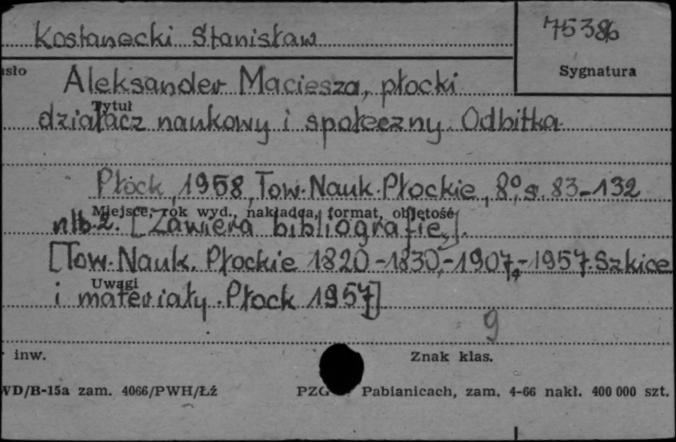 Kostanecki Stanisław
75386
asło
Sygnatura
Aleksander Maciesza, płocki
Tytuł
działacz naukowy i społeczny. Odbitka
Płock, 1958, Tow. Nauk. Płockie, 8°, s. 83-132
Miejsce, rok wyd., nakładca, format, objętość
nlb. 2. [Zawiera bibliografię].
[Tow. Nauk. Płockie 1820-1830,-1907,-1957. Szkice
Uwagi
i materiały. Płock 1957]
9
inw.
Znak klas.
WD/B-15a zam. 4066/PWH/Łź
PZG Pabianicach, zam. 4-66 nakł. 400 000 szt.